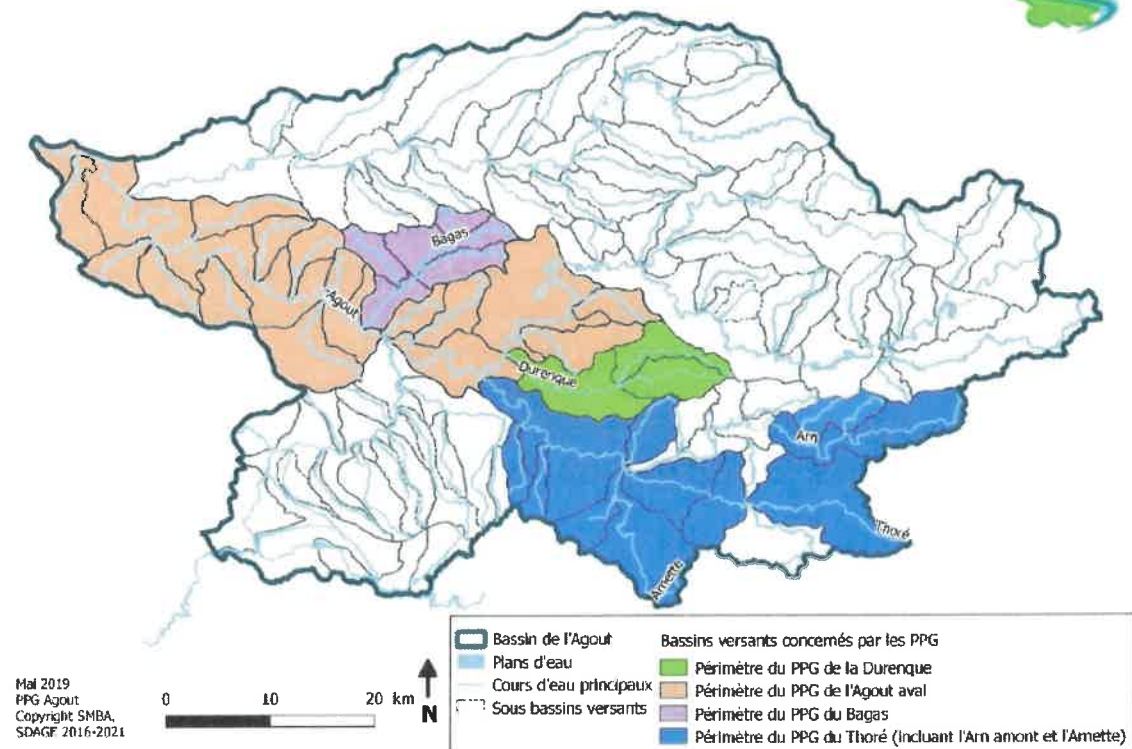 Bagas
Agout
Durenque
Arn
Thoré
Arnette
Bassin de l'Agout
Plans d'eau
Cours d'eau principaux
Sous bassins versants
Bassins versants concernés par les PPG
Périmètre du PPG de la Durenque
Périmètre du PPG de l'Agout aval
Périmètre du PPG du Bagas
Périmètre du PPG du Thoré (incluant l'Arn amont et l'Arnette)
Mai 2019
PPG Agout
Copyright SMBA,
SDAGE 2016-2021
0 10 20 km
N